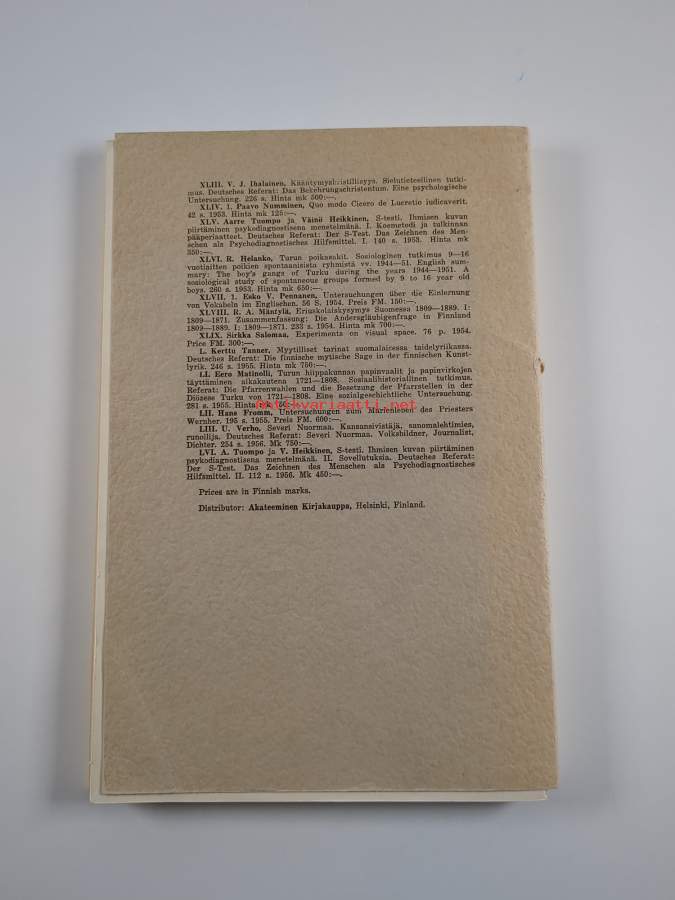 XLIII. V. J. Ihalainen, Kääntymyskristillisyys. Sielutieteellinen tutki-
mus. Deutsches Referat: Das Bekehrungschristentum. Eine psychologische
Untersuchung. 226 s. Hinta mk 500:—.
XLIV. 1. Paavo Numminen, Quo modo Cicero de Lucretio iudicaverit.
42 s. 1953. Hinta mk 125:—.
XLV. Aarre Tuompo ja Väinö Heikkinen, S-testi. Ihmisen kuvan
piirtäminen psykodiagnostisena menetelmänä. I. Koemetodi ja tulkinnan
pääperiaatteet. Deutsches Referat: Der S-Test. Das Zeichnen des Men-
schen als Psychodiagnostisches Hilfsmittel. I. 140 s. 1953. Hinta mk
350:—.
XLVI. R. Helanko, Turun poikasakit. Sosiologinen tutkimus 9—16
vuotiaitten poikien spontaanisista ryhmistä vv. 1944—51. English sum-
mary: The boy's gangs of Turku during the years 1944—1951. A
sociological study of spontaneous groups formed by 9 to 16 year old
boys. 260 s. 1953. Hinta mk 650:—.
XLVII, 1. Esko V. Pennanen, Untersuchungen über die Einlernung
von Vokabeln im Englischen. 56 S, 1954. Preis FM. 150:—.
XLVIII. R. A. Mäntylä, Eriuskolaiskysymys Suomessa 1809—1889. I:
1809—1871. Zusammenfassung: Die Andersgläubigenfrage in Finnland
1809—1889. I: 1809—1871. 233 s. 1954. Hinta mk 700:—.
XLIX. Sirkka Salomaa, Experiments on visual space. 76 p. 1954.
Price FM. 300:—.
L. Kerttu Tanner, Myytilliset tarinat suomalaisessa taidelyriikassa.
Deutsches Referat: Die finnische mytische Sage in der finnischen Kunst-
lyrik. 246 s. 1955. Hinta mk 750:—.
LI. Eero Matinolli, Turun hiippakunnan papinvaalit ja papinvirkojen
täyttäminen aikakautena 1721—1808. Sosiaalihistoriallinen tutkimus.
Referat: Die Pfarrenwahlen und die Besetzung der Pfarrstellen in der
Diözese Turku von 1721—1808. Eine sozialgeschichtliche Untersuchung.
281 s. 1955. Hinta
antikvariaatti.net
LII. Hans Fromm, Untersuchungen zum Marienleben des Priesters
Wernher. 195 s. 1955. Preis FM, 600:—.
LIII. U. Verho, Severi Nuormaa. Kansansivistäjä, sanomalehtimies,
runoilija. Deutsches Referat: Severi Nuormaa. Volksbildner, Journalist,
Dichter. 254 s. 1956. Mk 750:—.
LVI. A. Tuompo ja V. Heikkinen, S-testi. Ihmisen kuvan piirtäminen
psykodiagnostisena menetelmänä. II. Sovellutuksia. Deutsches Referat:
Der S-Test. Das Zeichnen des Menschen als Psychodiagnostisches
Hilfsmittel. II. 112 s. 1956. Mk 450:—.
Prices are in Finnish marks.
Distributor: Akateeminen Kirjakauppa, Helsinki, Finland.